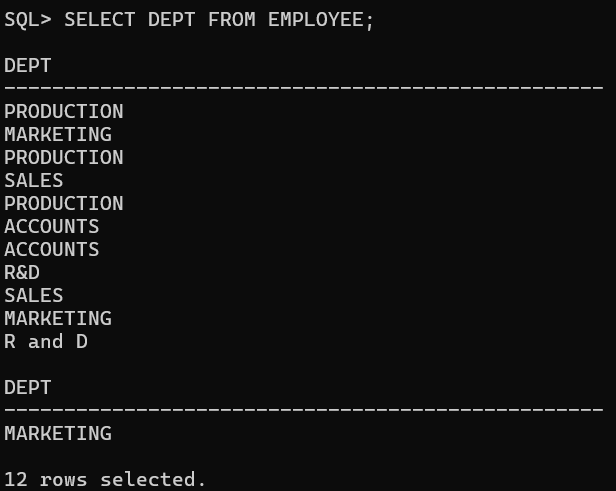 SQL> SELECT DEPT FROM EMPLOYEE;
DEPT
--------------------------------------------------
PRODUCTION
MARKETING
PRODUCTION
SALES
PRODUCTION
ACCOUNTS
ACCOUNTS
R&D
SALES
MARKETING
R and D
DEPT
--------------------------------------------------
MARKETING
12 rows selected.